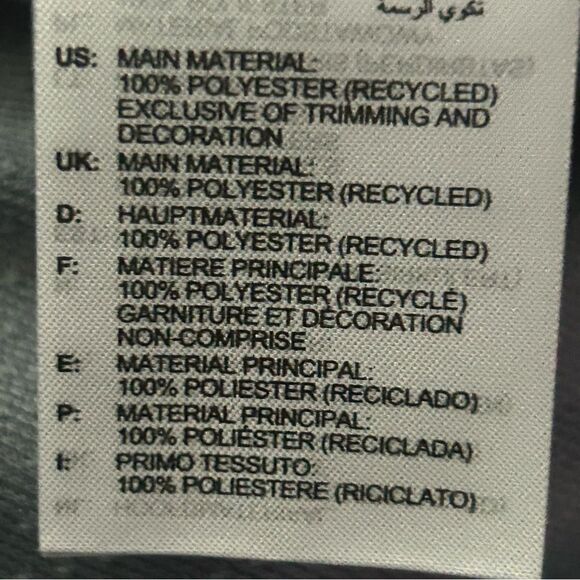 تكوي الرسمة
US: MAIN MATERIAL:
100% POLYESTER (RECYCLED)
EXCLUSIVE OF TRIMMING AND
DECORATION
UK: MAIN MATERIAL:
100% POLYESTER (RECYCLED)
D: HAUPTMATERIAL:
100% POLYESTER (RECYCLED)
F: MATIERE PRINCIPALE:
100% POLYESTER (RECYCLÉ)
GARNITURE ET DÉCORATION
NON-COMPRISE
E: MATERIAL PRINCIPAL:
100% POLIESTER (RECICLADO)
P: MATERIAL PRINCIPAL:
100% POLIÉSTER (RECICLADA)
I: PRIMO TESSUTO:
100% POLIESTERE (RICICLATO)